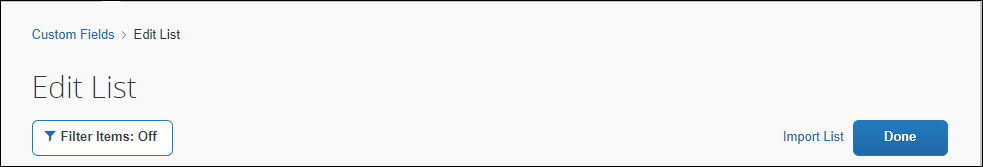 Custom Fields > Edit List
Edit List
Filter Items: Off
Import List
Done